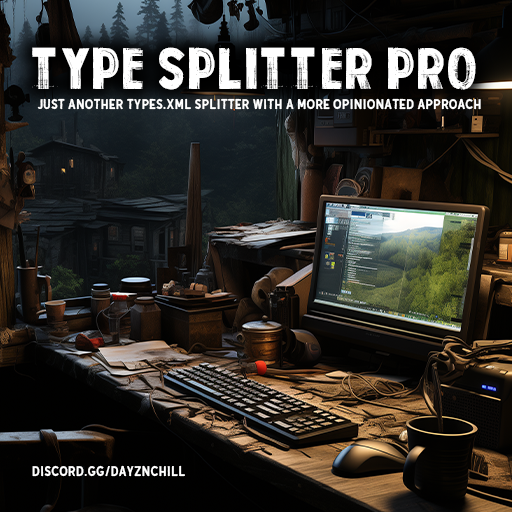 TYPE SPLITTER PRO
JUST ANOTHER TYPES.XML SPLITTER WITH A MORE OPINIONATED APPROACH
DISCORD.GG/DAYZNCHILL